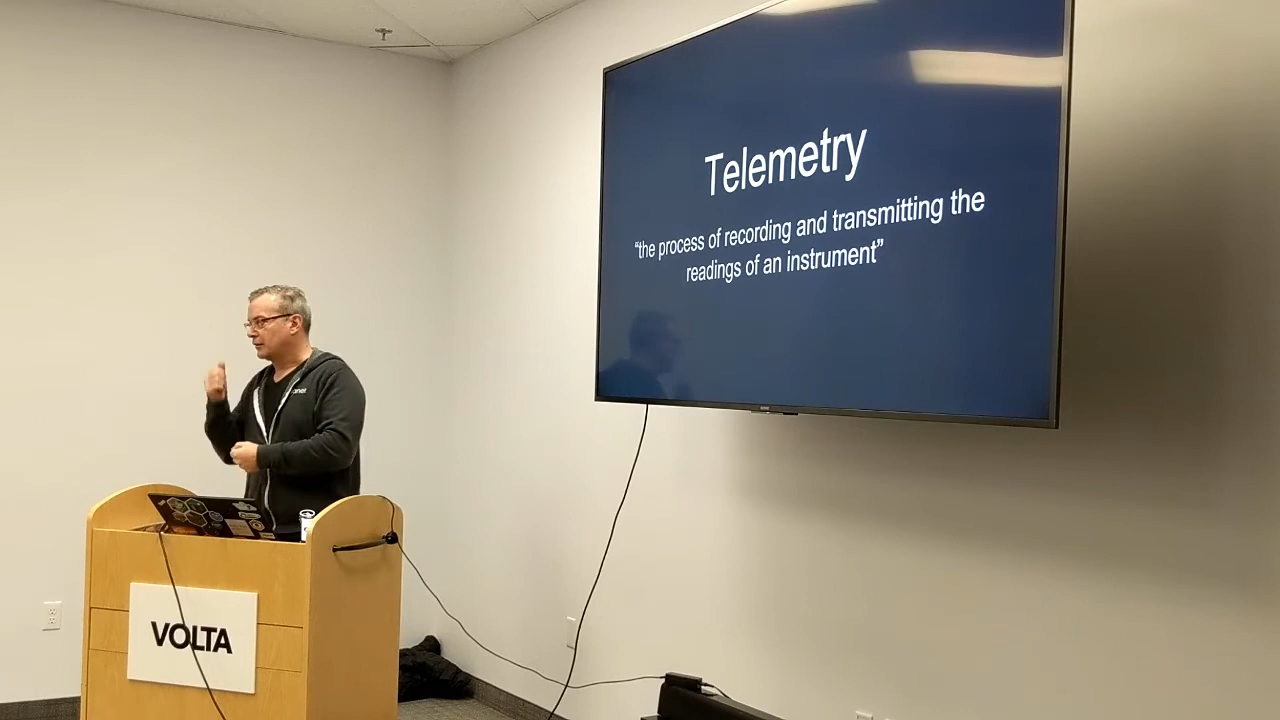 Telemetry
“the process of recording and transmitting the
readings of an instrument”
VOLTA